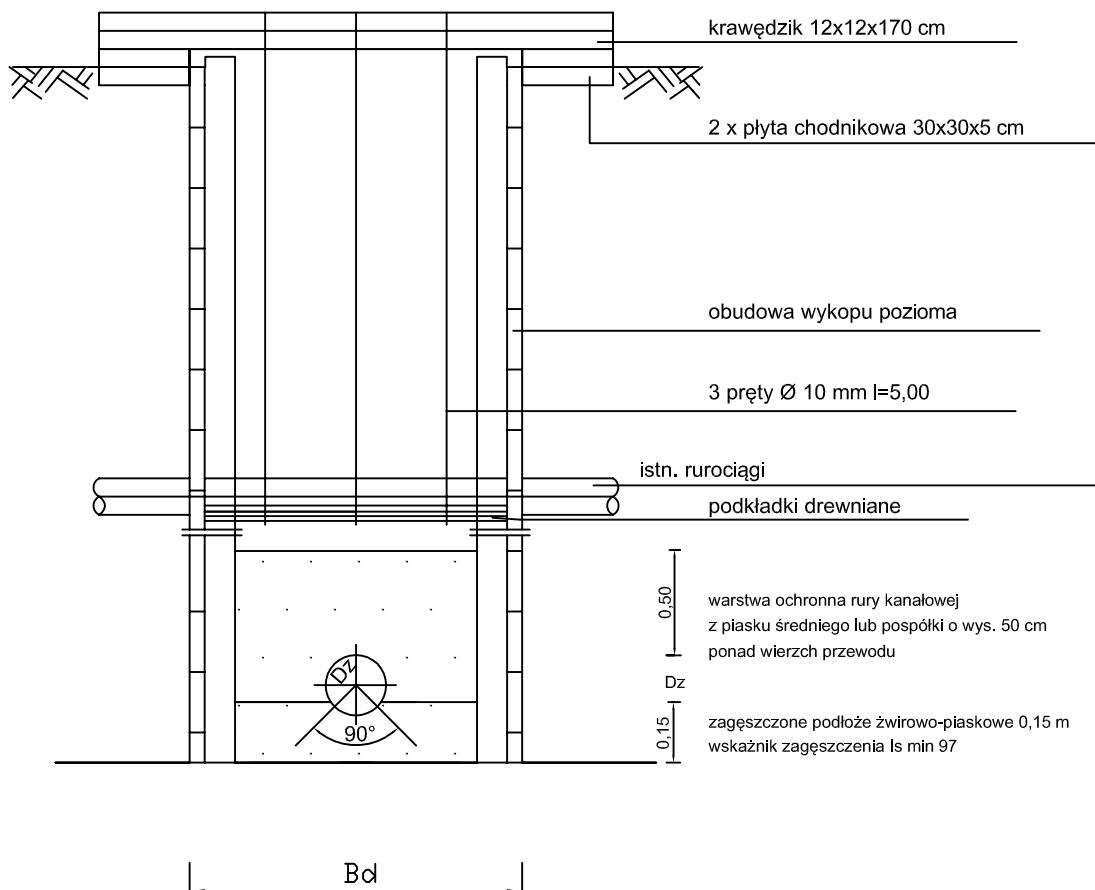 krawędzik 12x12x170 cm
2 x płyta chodnikowa 30x30x5 cm
obudowa wykopu pozioma
3 pręty Ø 10 mm l=5,00
istn. rurociągi
podkładki drewniane
0,50
warstwa ochronna rury kanałowej
z piasku średniego lub pospółki o wys. 50 cm
ponad wierzch przewodu
Dz
Dz
90°
0,15
zagęszczone podłoże żwirowo-piaskowe 0,15 m
wskażnik zagęszczenia Is min 97
Bd